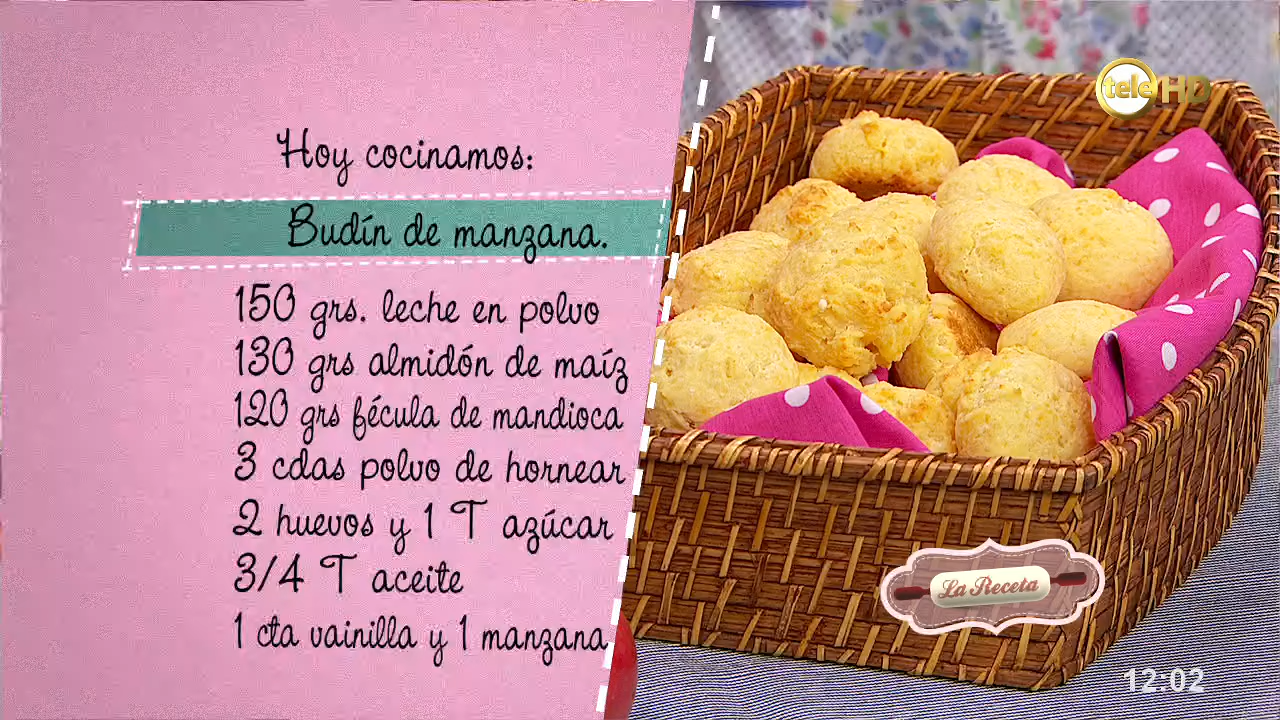 Hoy cocinamos:
Budín de manzana.
150 grs. leche en polvo
130 grs almidón de maíz
120 grs fécula de mandioca
3 cdas polvo de hornear
2 huevos y 1 T azúcar
3/4 T aceite
1 cta vainilla y 1 manzana
tele HD
La Receta
12:02